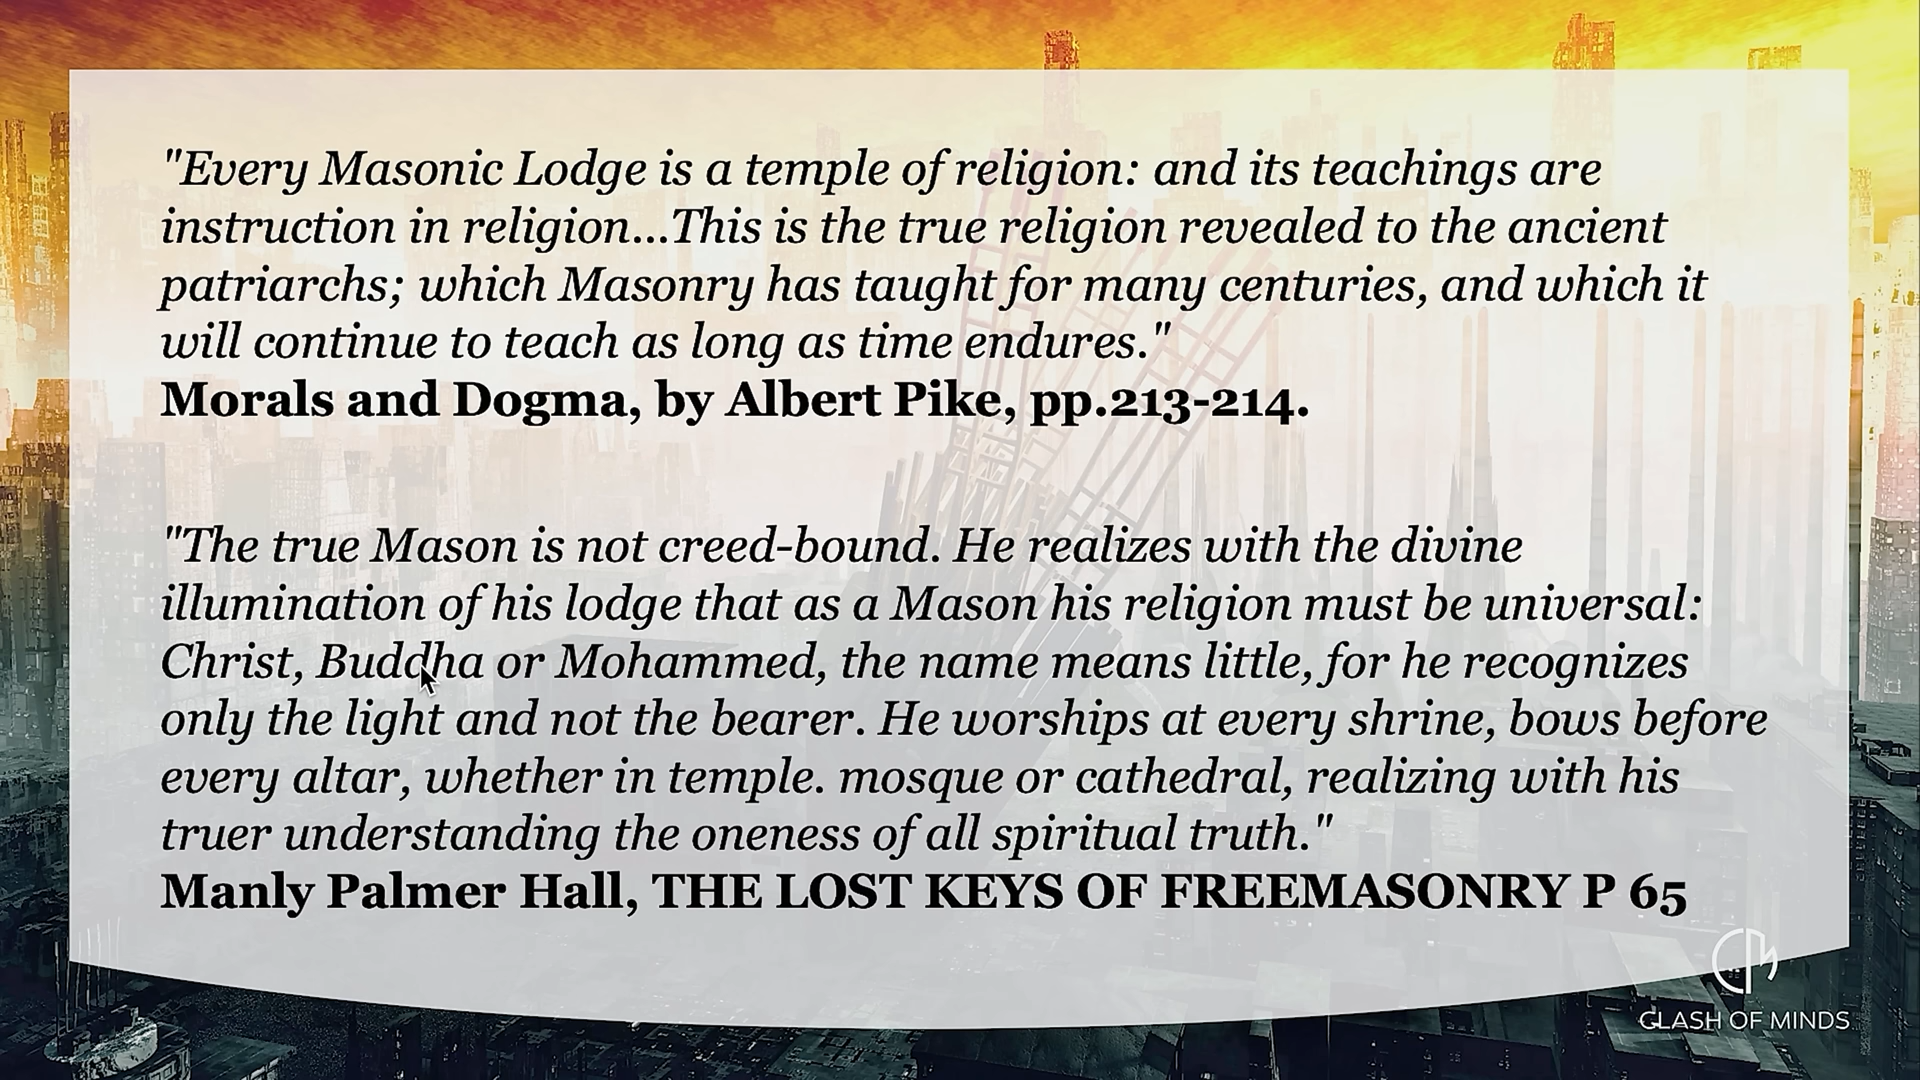 "Every Masonic Lodge is a temple of religion: and its teachings are
instruction in religion...This is the true religion revealed to the ancient
patriarchs; which Masonry has taught for many centuries, and which it
will continue to teach as long as time endures."
Morals and Dogma, by Albert Pike, pp.213-214.
"The true Mason is not creed-bound. He realizes with the divine
illumination of his lodge that as a Mason his religion must be universal:
Christ, Buddha or Mohammed, the name means little, for he recognizes
only the light and not the bearer. He worships at every shrine, bows before
every altar, whether in temple. mosque or cathedral, realizing with his
truer understanding the oneness of all spiritual truth."
Manly Palmer Hall, THE LOST KEYS OF FREEMASONRY P 65
CLASH OF MINDS